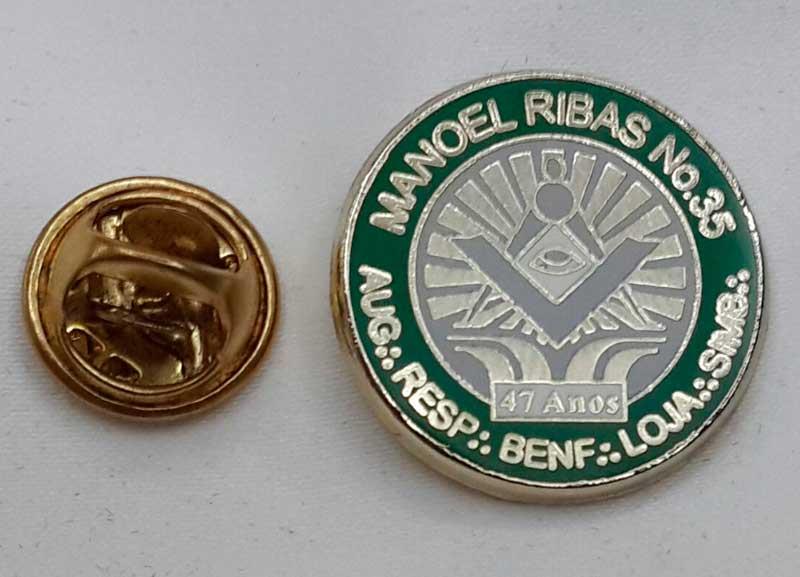 MANOEL RIBAS No.35
AUG∴ RESP∴ BENF∴ LOJA∴ SIMB∴
47 Anos